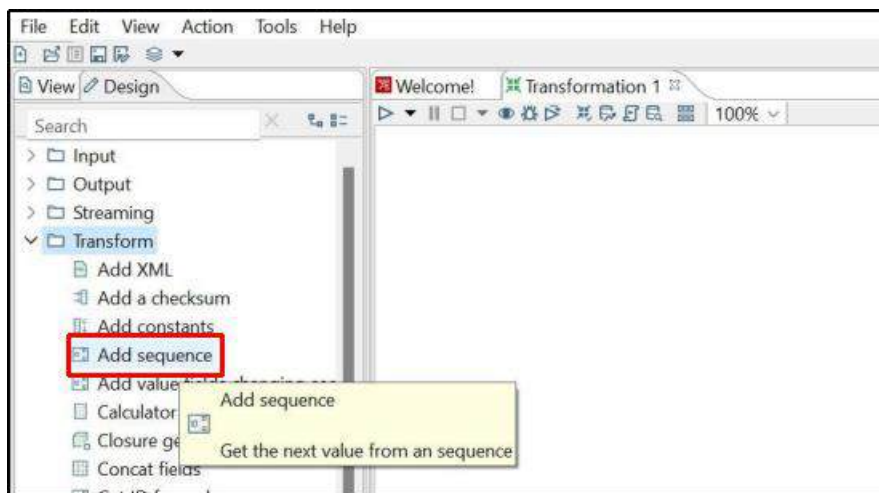 File Edit View Action Tools Help
View Design
Welcome! Transformation 1
Search
100%
Input
Output
Streaming
Transform
Add XML
Add a checksum
Add constants
Add sequence
Add value
Calculator
Add sequence
Closure ge
Get the next value from an sequence
Concat fields